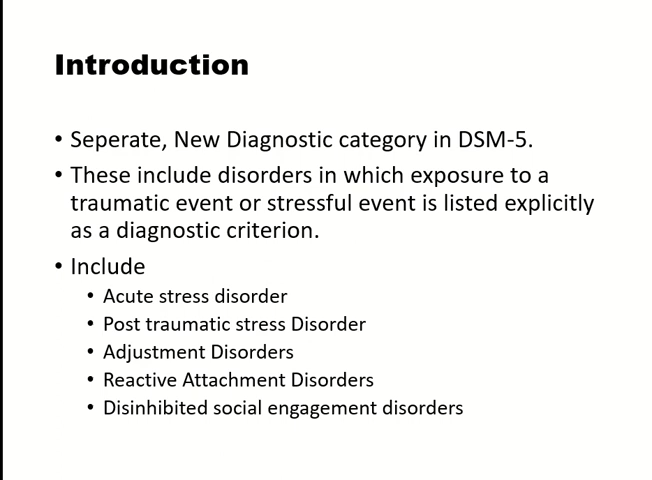 Introduction
• Seperate, New Diagnostic category in DSM-5.
• These include disorders in which exposure to a
traumatic event or stressful event is listed explicitly
as a diagnostic criterion.
• Include
• Acute stress disorder
• Post traumatic stress Disorder
• Adjustment Disorders
• Reactive Attachment Disorders
• Disinhibited social engagement disorders